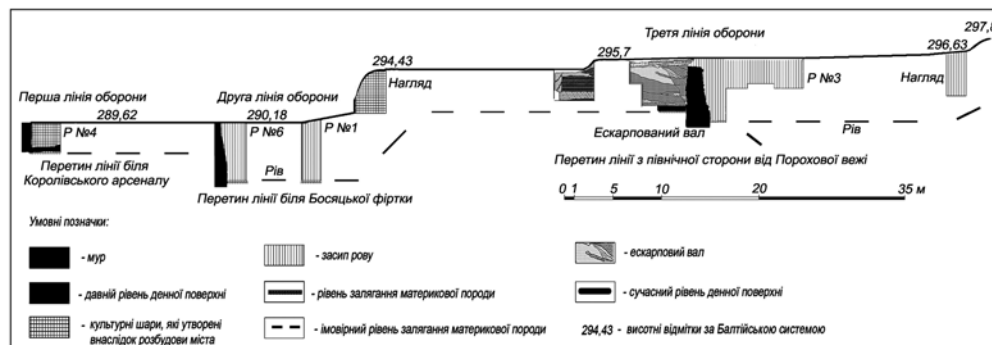 297,8
Третя лінія оборони
295,7
296,63
294,43
Нагляд
Р №3
Нагляд
Перша лінія оборони
Друга лінія оборони
289,62
290,18
Р №4
Р №6
Р №1
Рів
Ескарпований вал
Перетин лінії біля
Королівського арсеналу
Рів
Перетин лінії з північної сторони від Порохової вежі
Перетин лінії біля Босяцької фіртки
0 1 5 10 20 35 м
Умовні позначки:
- мур
- засип рову
- ескарповий вал
- давній рівень денної поверхні
- рівень залягання материкової породи
- сучасний рівень денної поверхні
- культурні шари, які утворені
внаслідок розбудови міста
- імовірний рівень залягання материкової породи
294,43 - висотні відмітки за Балтійською системою